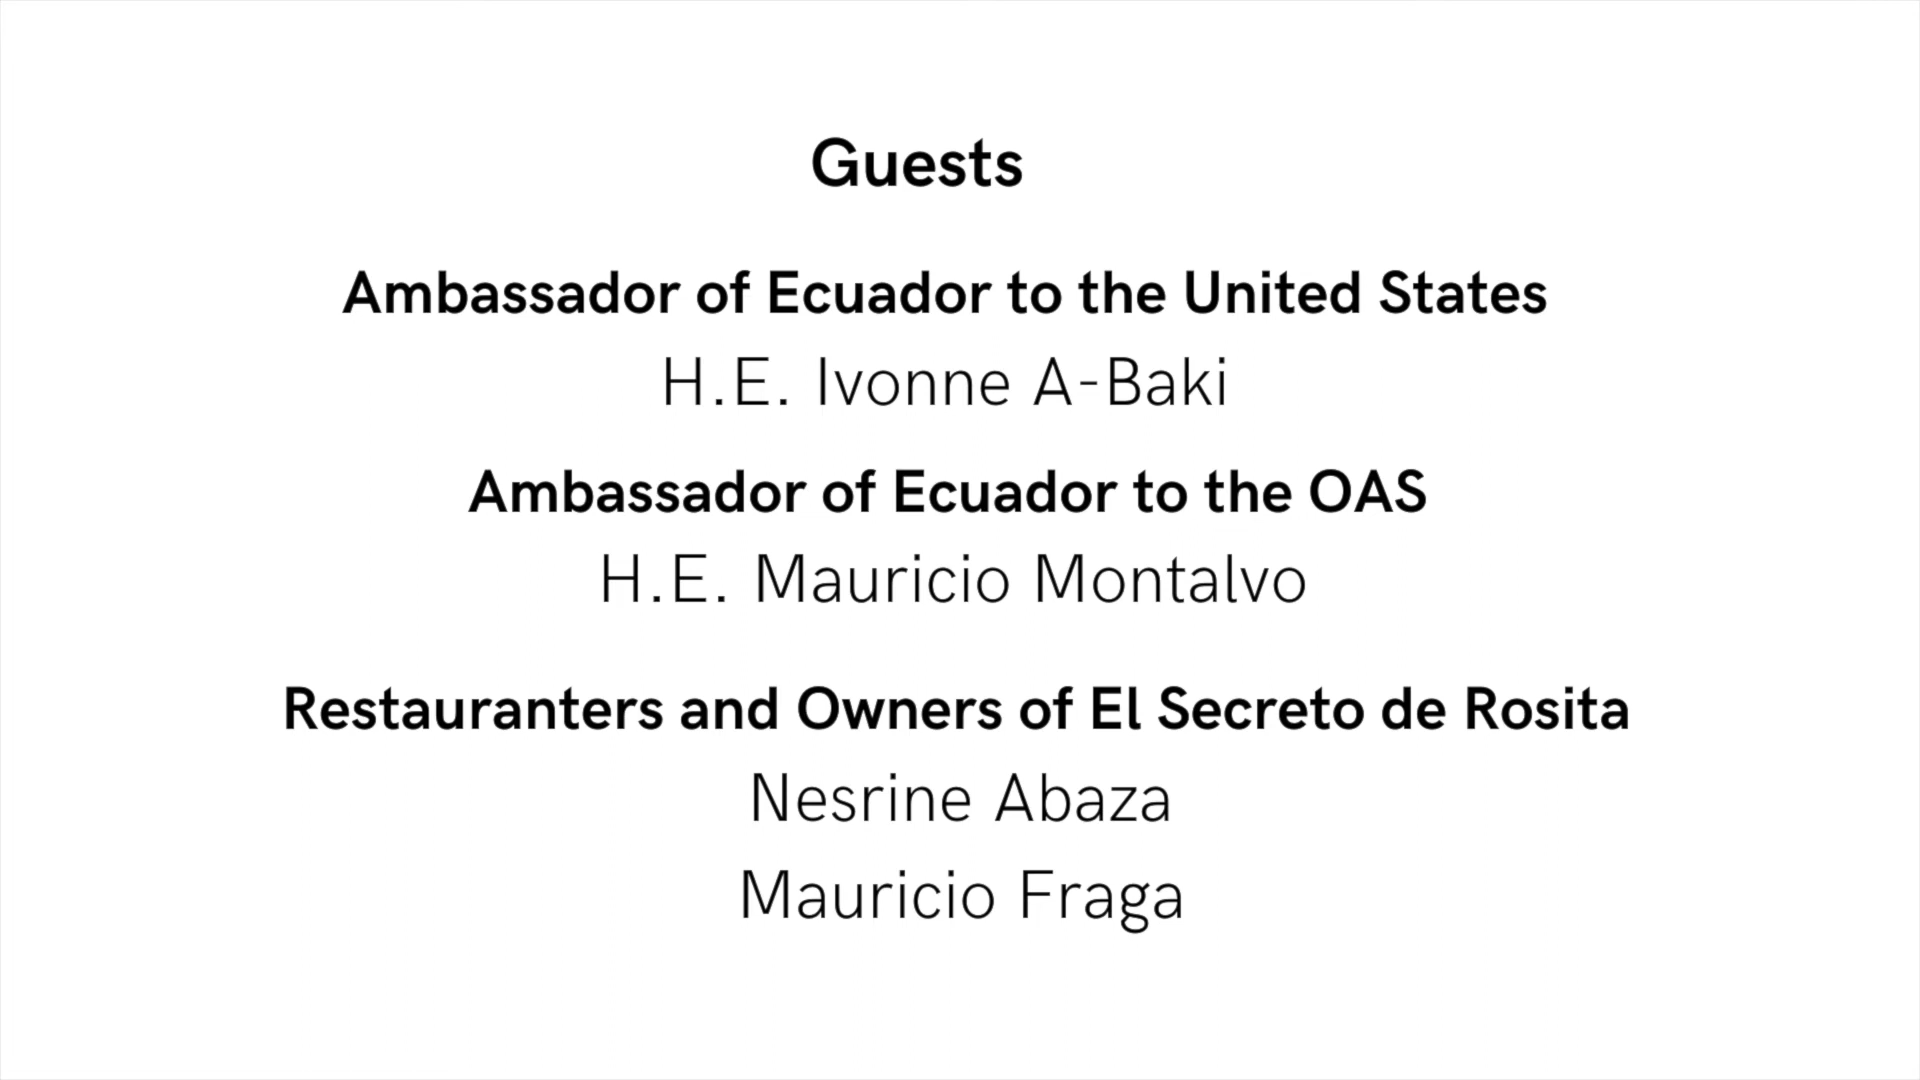 Guests
Ambassador of Ecuador to the United States
H.E. Ivonne A-Baki
Ambassador of Ecuador to the OAS
H.E. Mauricio Montalvo
Restauranters and Owners of El Secreto de Rosita
Nesrine Abaza
Mauricio Fraga